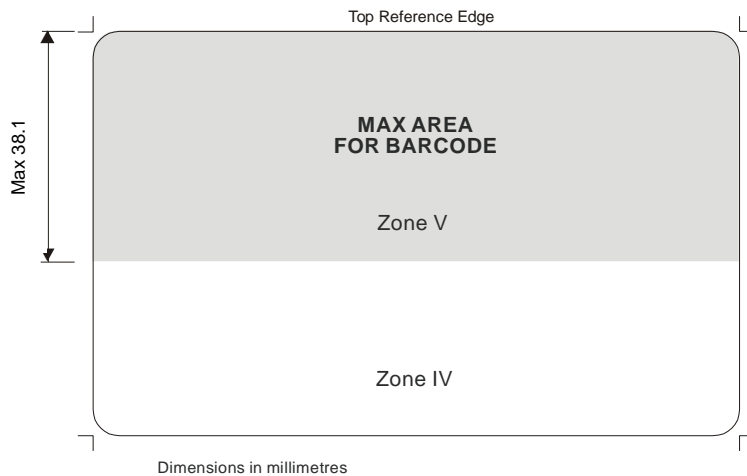 Top Reference Edge
Max 38.1
MAX AREA
FOR BARCODE
Zone V
Zone IV
Dimensions in millimetres